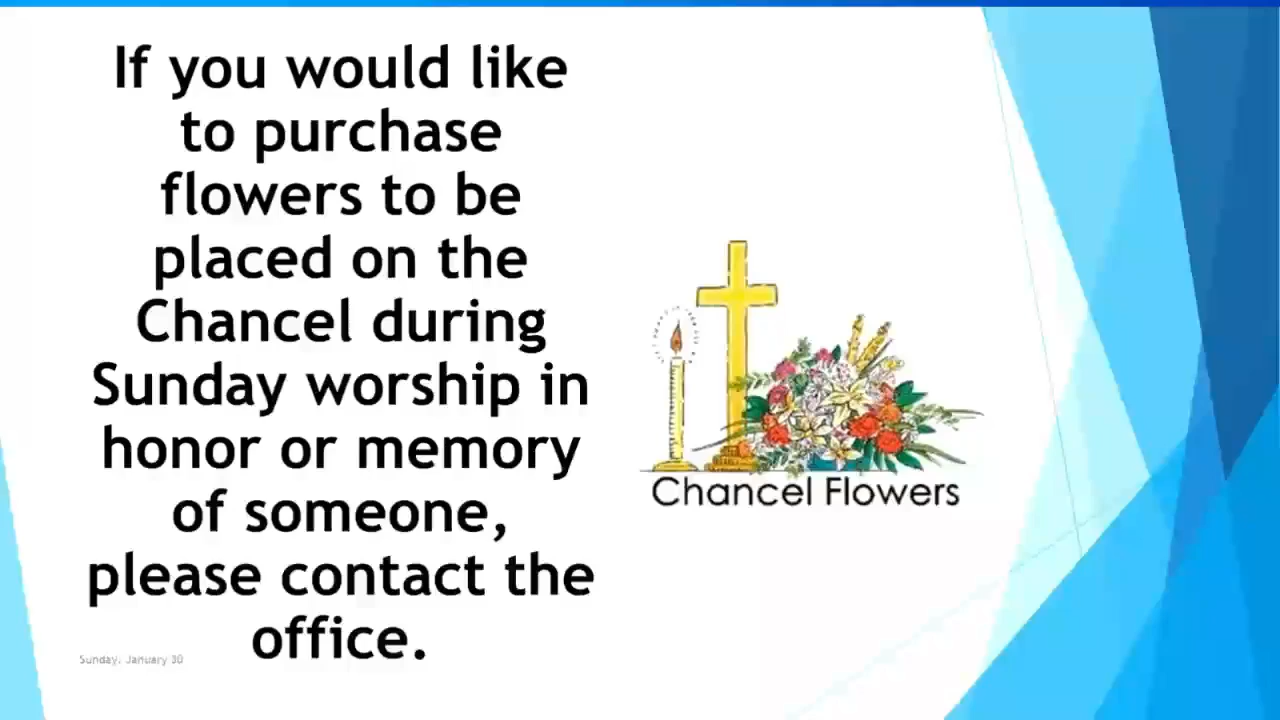 If you would like
to purchase
flowers to be
placed on the
Chancel during
Sunday worship in
honor or memory
of someone,
please contact the
office.
Chancel Flowers
Sunday, January 30